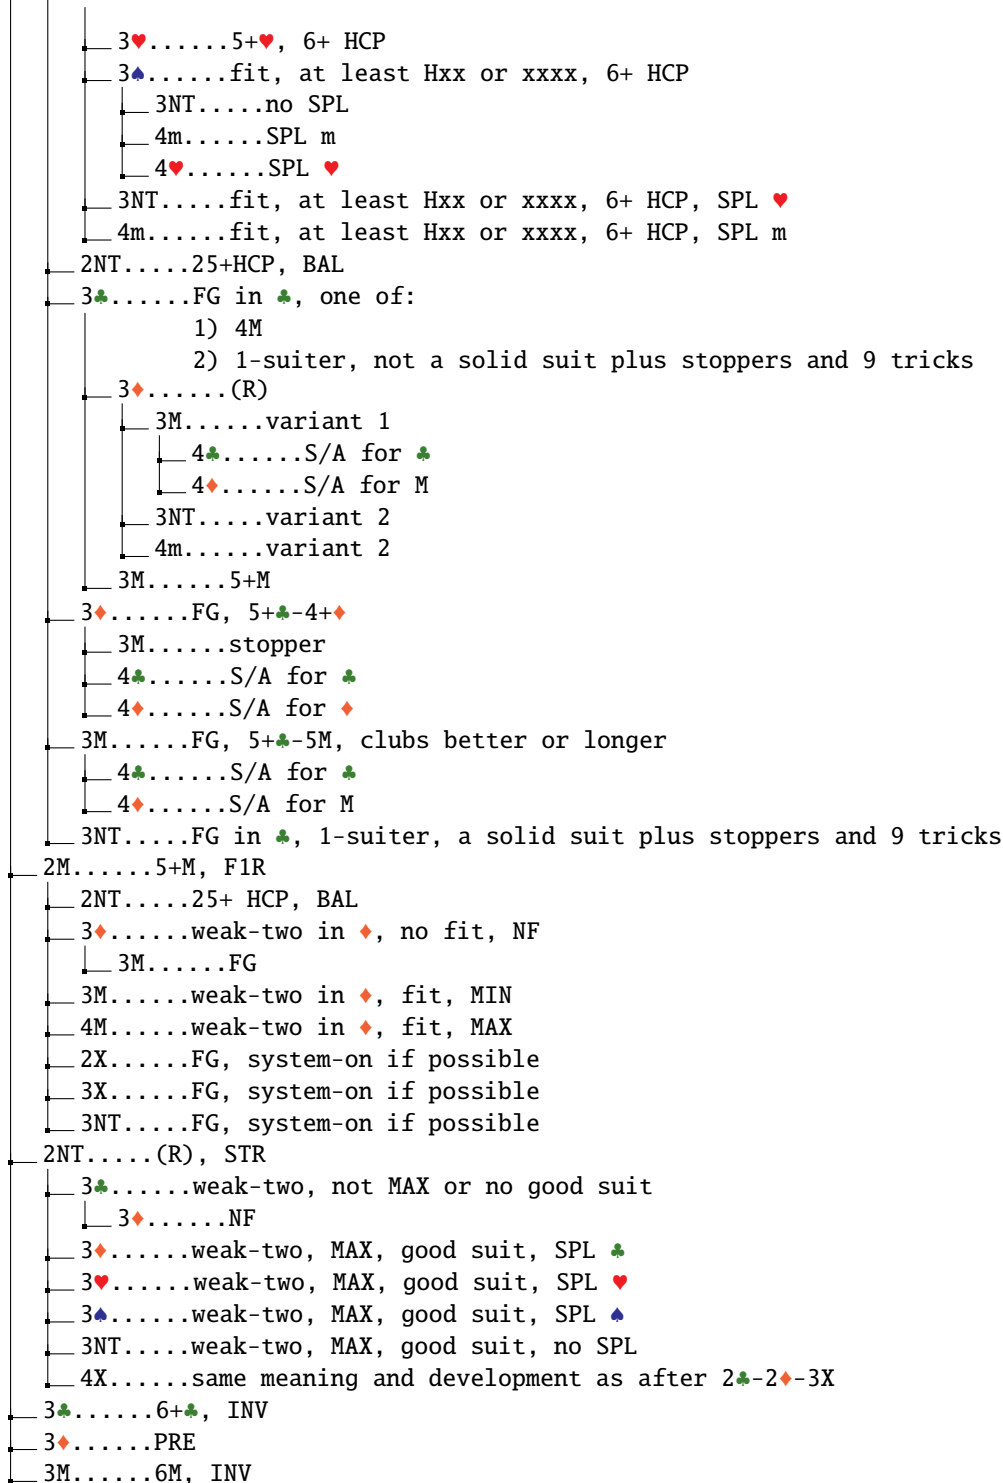 3♥......5+♥, 6+ HCP
3♠......fit, at least Hxx or xxxx, 6+ HCP
3NT.....no SPL
4m......SPL m
4♥......SPL ♥
3NT.....fit, at least Hxx or xxxx, 6+ HCP, SPL ♥
4m......fit, at least Hxx or xxxx, 6+ HCP, SPL m
2NT.....25+HCP, BAL
3♣......FG in ♣, one of:
1) 4M
2) 1-suiter, not a solid suit plus stoppers and 9 tricks
3♦......(R)
3M......variant 1
4♣......S/A for ♣
4♦......S/A for M
3NT.....variant 2
4m......variant 2
3M......5+M
3♦......FG, 5+♣-4+♦
3M......stopper
4♣......S/A for ♣
4♦......S/A for ♦
3M......FG, 5+♣-5M, clubs better or longer
4♣......S/A for ♣
4♦......S/A for M
3NT.....FG in ♣, 1-suiter, a solid suit plus stoppers and 9 tricks
2M......5+M, F1R
2NT.....25+ HCP, BAL
3♦......weak-two in ♦, no fit, NF
3M......FG
3M......weak-two in ♦, fit, MIN
4M......weak-two in ♦, fit, MAX
2X......FG, system-on if possible
3X......FG, system-on if possible
3NT.....FG, system-on if possible
2NT.....(R), STR
3♣......weak-two, not MAX or no good suit
3♦......NF
3♦......weak-two, MAX, good suit, SPL ♣
3♥......weak-two, MAX, good suit, SPL ♥
3♠......weak-two, MAX, good suit, SPL ♠
3NT.....weak-two, MAX, good suit, no SPL
4X......same meaning and development as after 2♣-2♦-3X
3♣......6+♣, INV
3♦......PRE
3M......6M, INV